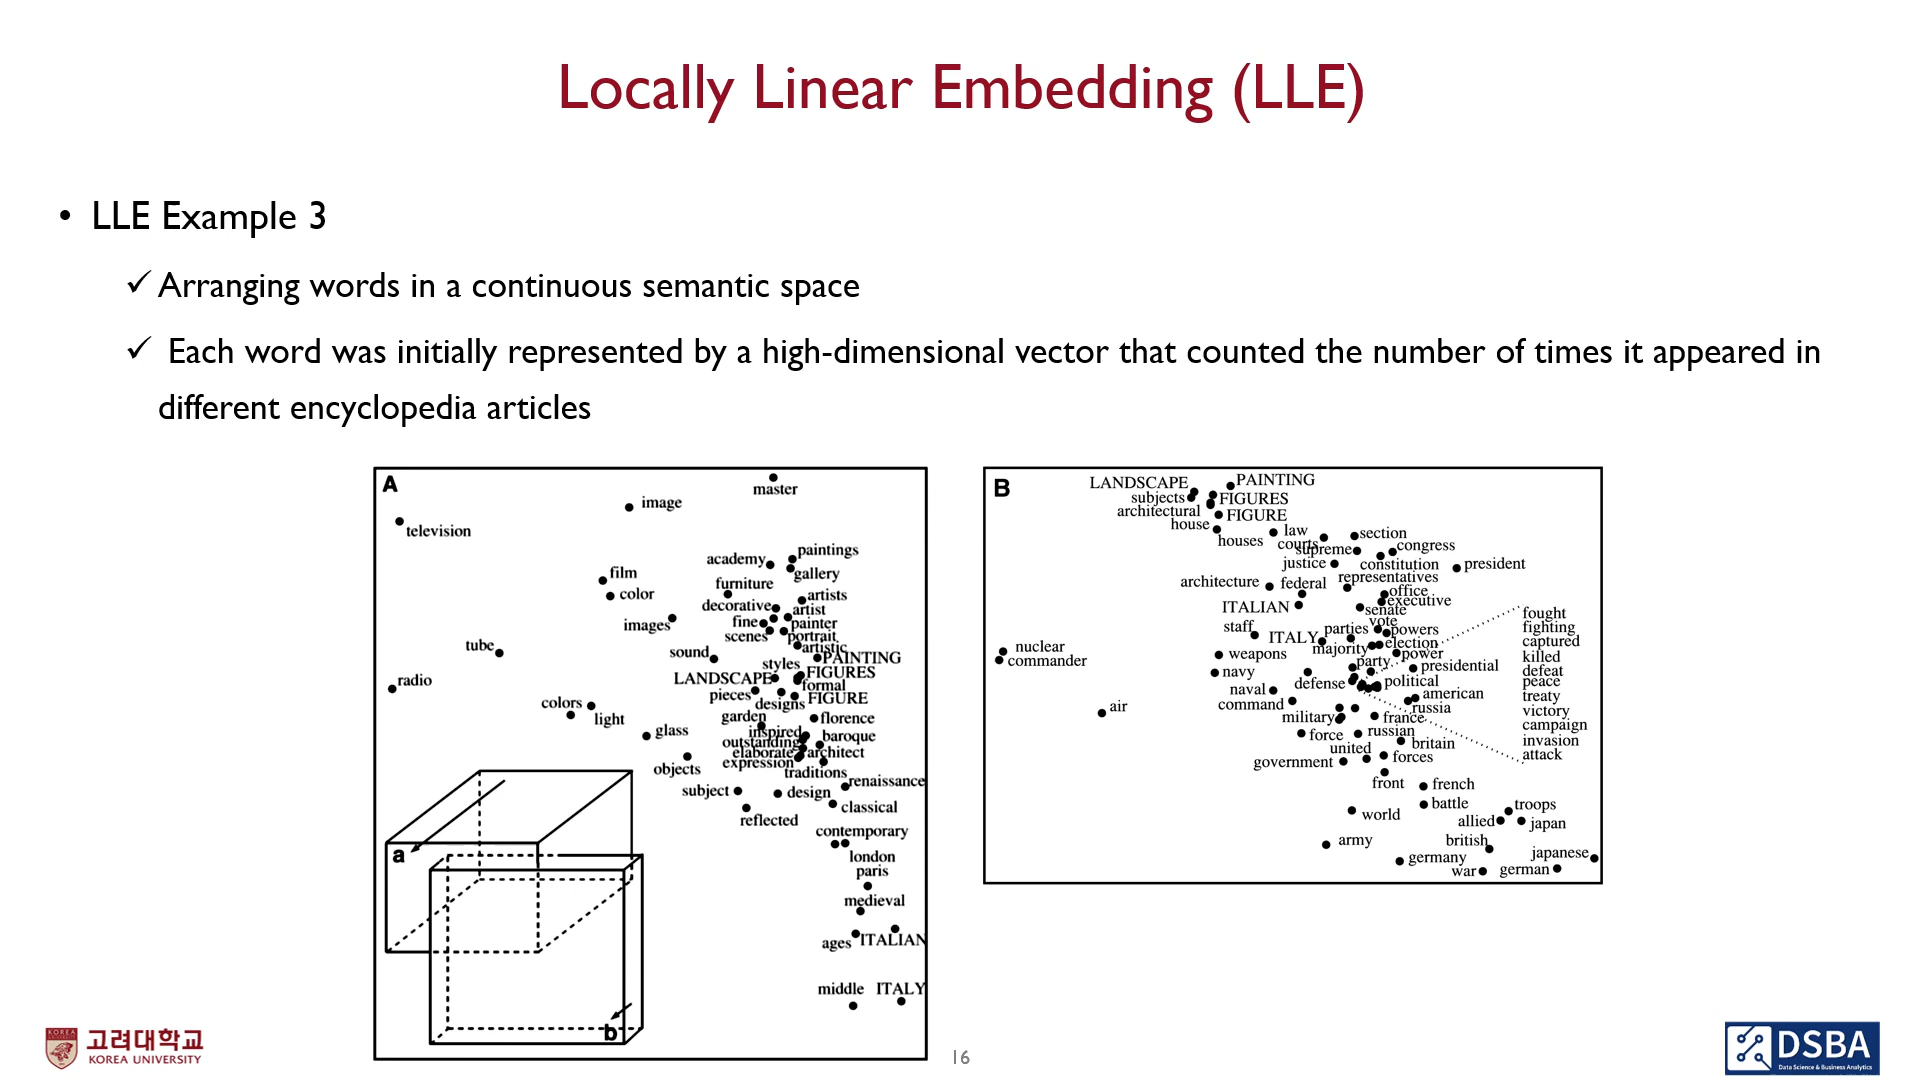 Locally Linear Embedding (LLE)
• LLE Example 3
✓ Arranging words in a continuous semantic space
✓ Each word was initially represented by a high-dimensional vector that counted the number of times it appeared in
different encyclopedia articles
A
master
image
television
paintings
academy
gallery
film
furniture
color
artists
decorative
artist
images
fine
painter
scenes
portrait
artistic
tube
sound
PAINTING
styles
FIGURES
radio
LANDSCAPE
formal
pieces
FIGURE
colors
designs
light
garden
florence
glass
inspired
baroque
outstanding
elaborate
architect
expression
objects
traditions
renaissance
subject
design
classical
reflected
contemporary
a
london
paris
medieval
ages
ITALIAN
middle
ITALY
b
B
LANDSCAPE
PAINTING
subjects
FIGURES
architectural
FIGURE
house
law
houses
courts
section
supreme
congress
justice
constitution
president
architecture
federal
representatives
office
ITALIAN
executive
senate
staff
vote
parties
powers
ITALY
majority
election
nuclear
weapons
power
commander
party
presidential
navy
defense
political
naval
american
command
russia
air
military
france
force
russian
united
britain
government
forces
front
french
battle
troops
world
allied
japan
army
british
germany
japanese
war
german
fought
fighting
captured
killed
defeat
peace
treaty
victory
campaign
invasion
attack
KOREA
고려대학교
KOREA UNIVERSITY
16
DSBA
Data Science & Business Analytics